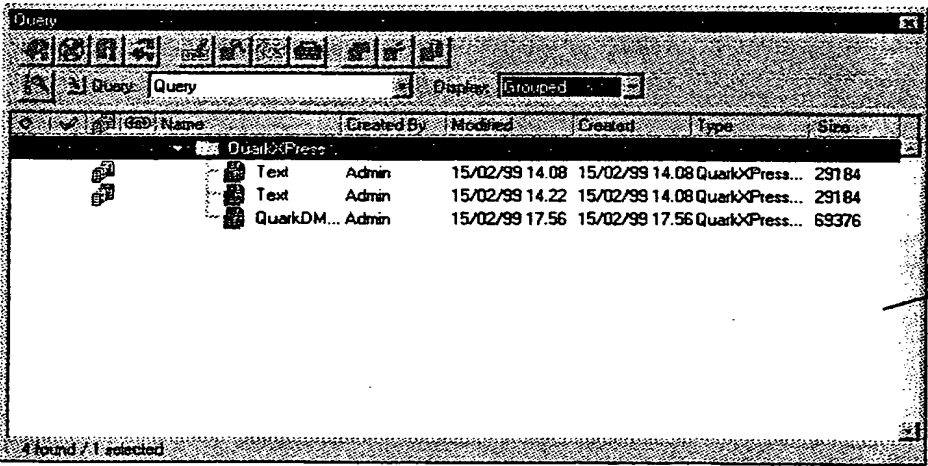 Query
Query: Query Display: Grouped
Name Created By Modified Created Type Size
QuarkXPress
Text Admin 15/02/99 14.08 15/02/99 14.08 QuarkXPress... 29184
Text Admin 15/02/99 14.22 15/02/99 14.08 QuarkXPress... 29184
QuarkDM... Admin 15/02/99 17.56 15/02/99 17.56 QuarkXPress... 69376
4 found / 1 selected